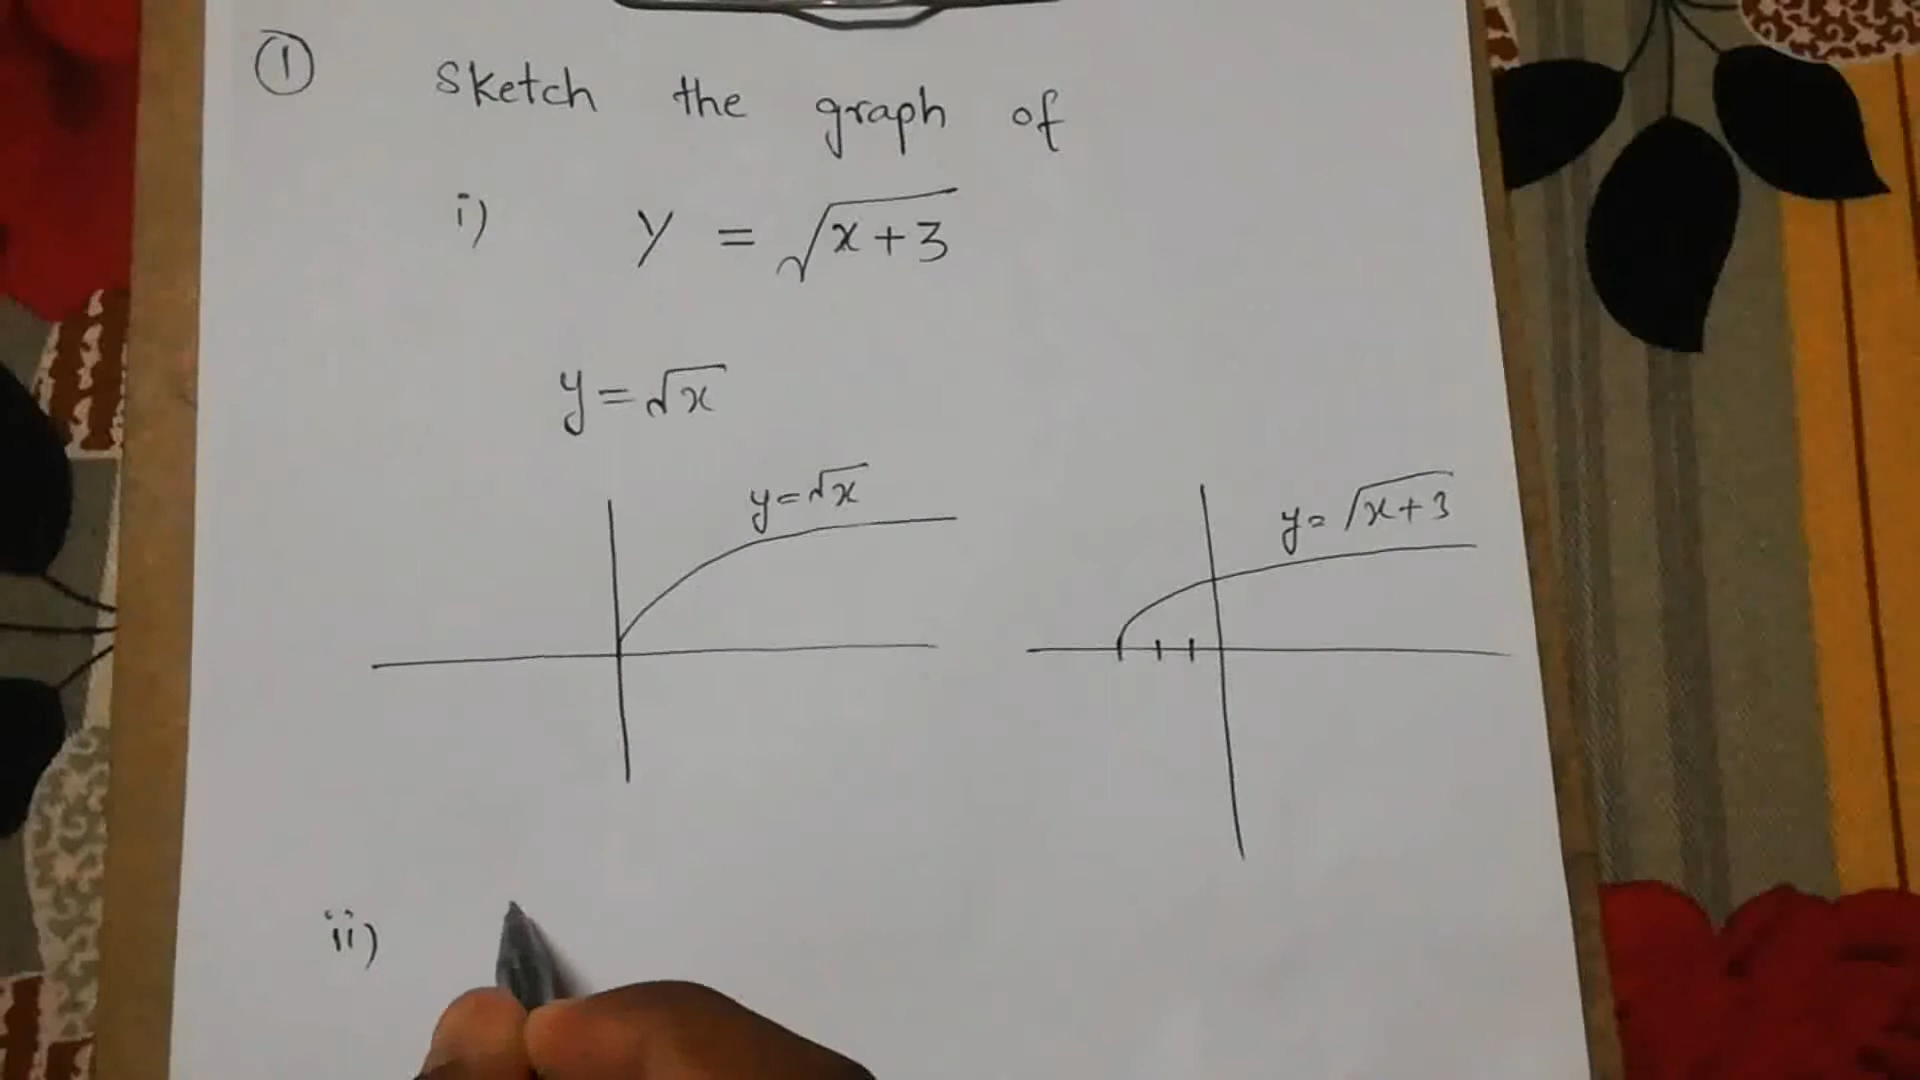 ① Sketch the graph of
i) y = √(x+3)
y = √x
y = √x
y = √(x+3)
ii)